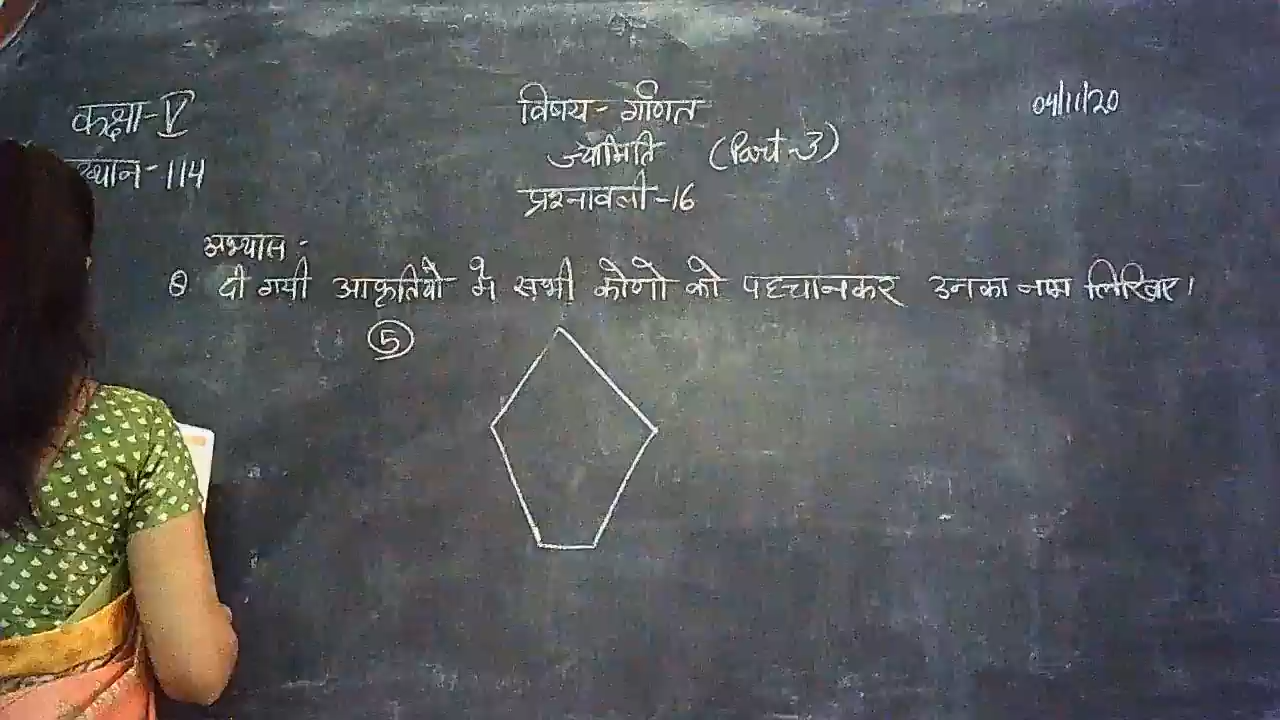 कक्षा-V
विषय- गणित
04/11/20
ज्यामिति (Part-3)
ख्यान-114
प्रश्नावली-16
अभ्यास :-
दी गयी आकृतियों में सभी कोणों को पहचानकर उनका नाम लिखिए।
5